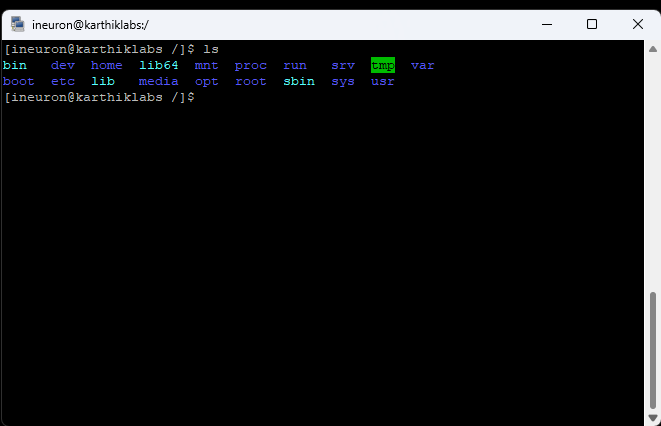 ineuron@karthiklabs:/
[ineuron@karthiklabs /]$ ls
bin   dev  home  lib64  mnt  proc  run   srv  tmp  var
boot  etc  lib   media  opt  root  sbin  sys  usr
[ineuron@karthiklabs /]$